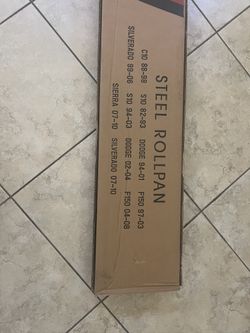 STEEL ROLLPAN
C10 88-99 S10 82-93 DODGE 94-01 F150 97-03
SILVERADO 99-06 S10 94-03 DODGE 02-04 F150 04-08
SIERRA 07-10 SILVERADO 07-10